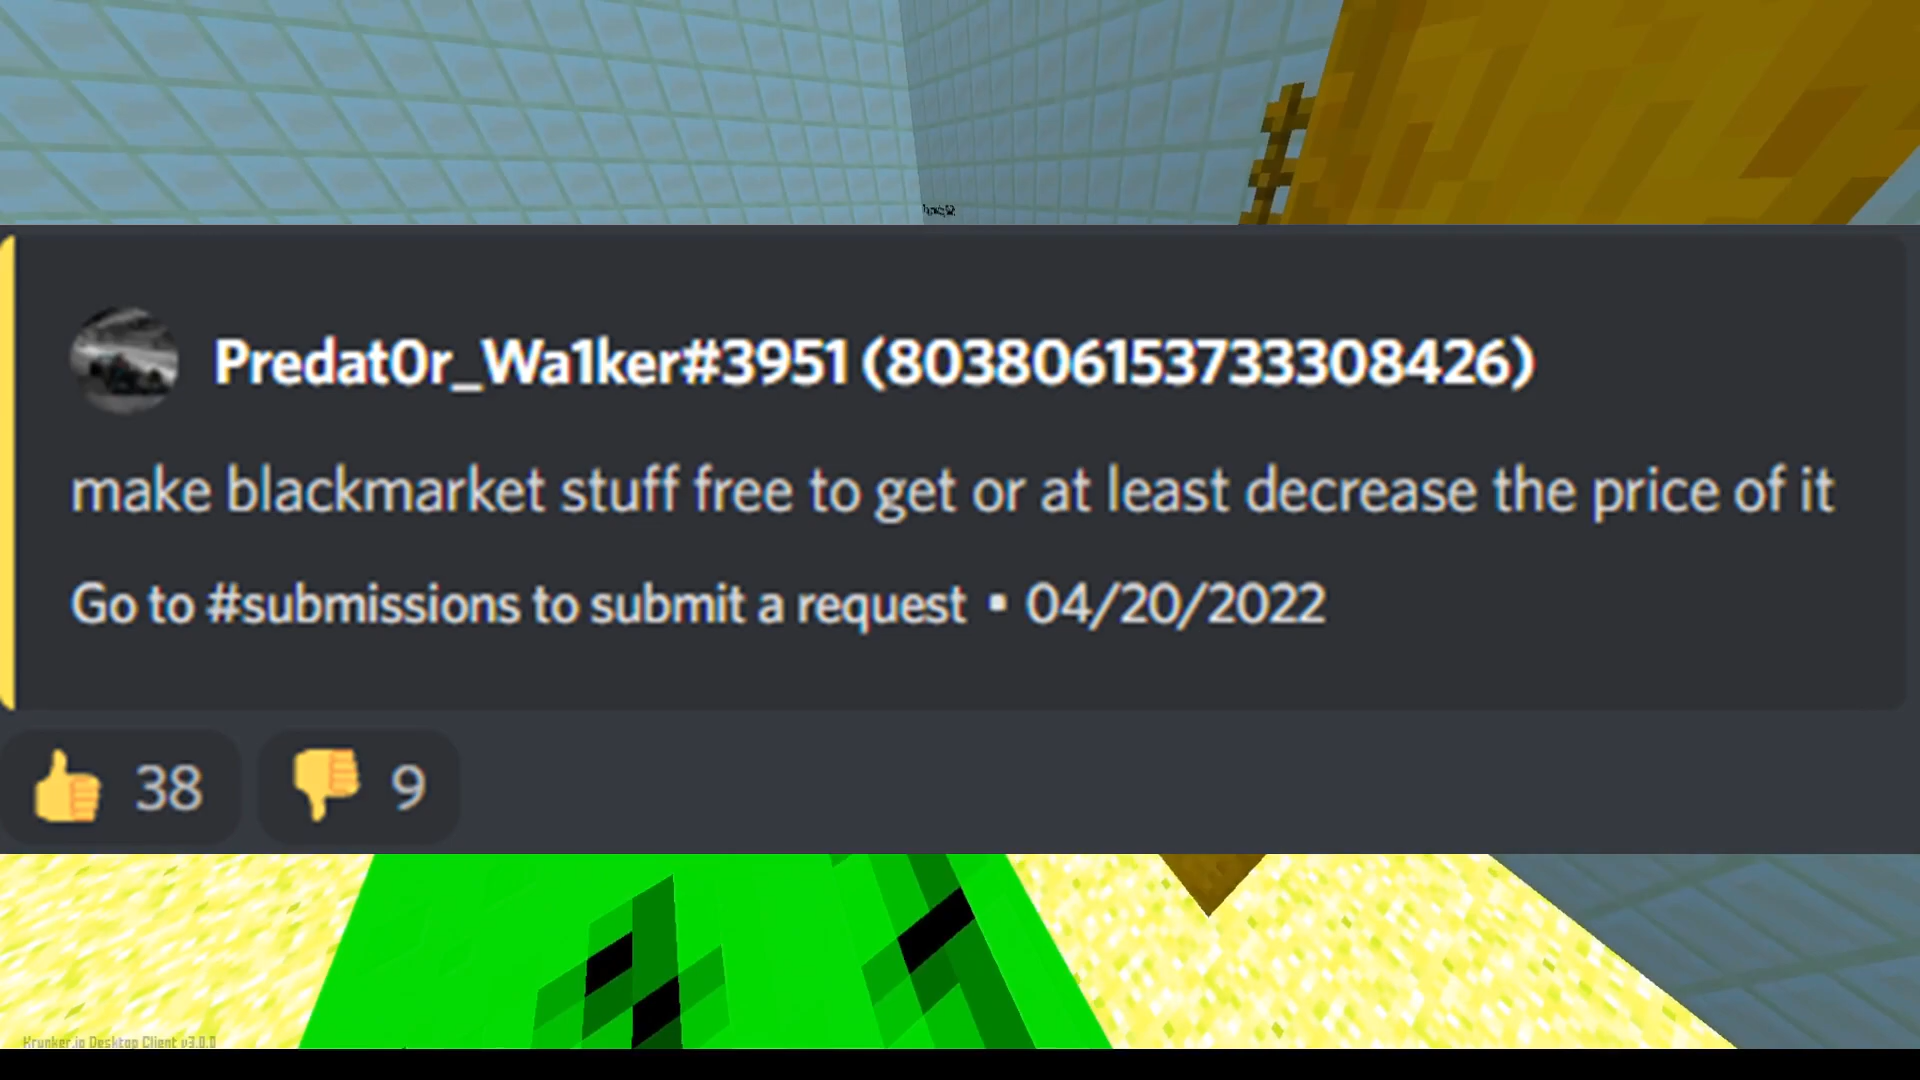 Predat0r_Wa1ker#3951 (803806153733308426)
make blackmarket stuff free to get or at least decrease the price of it
Go to #submissions to submit a request ▪ 04/20/2022
38 9
Krunker.io Desktop Client v3.0.0